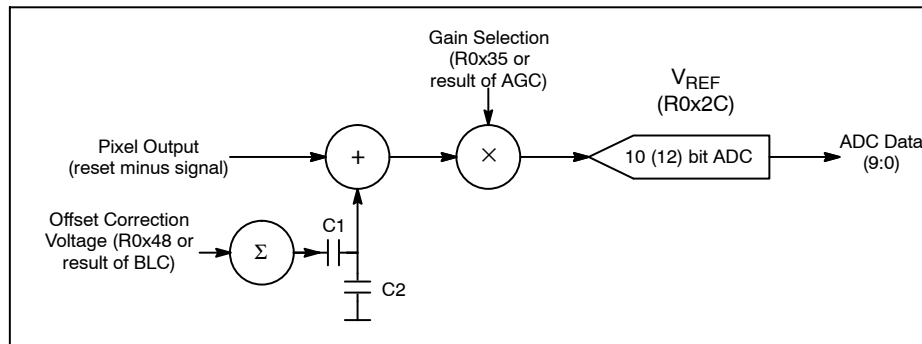 Gain Selection
(R0x35 or
result of AGC)
VREF
(R0x2C)
Pixel Output
(reset minus signal)
+
×
10 (12) bit ADC
ADC Data
(9:0)
Offset Correction
Voltage (R0x48 or
result of BLC)
Σ
C1
C2